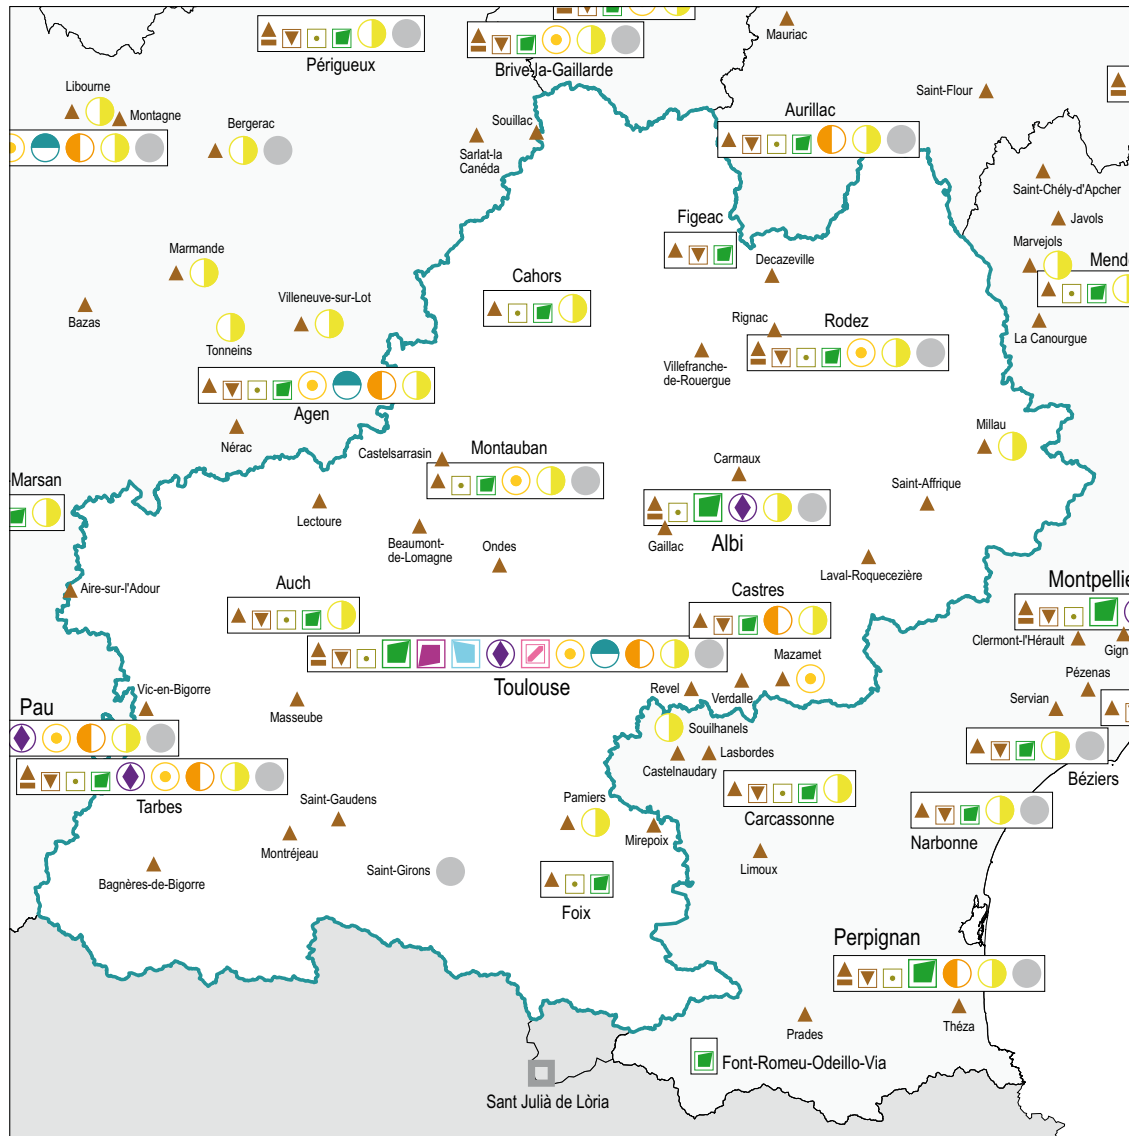 Mauriac
Périgueux
Brive-la-Gaillarde
Libourne
Montagne
Saint-Flour
Bergerac
Souillac
Aurillac
Sarlat-la
Canéda
Saint-Chély-d'Apcher
Javols
Figeac
Marvejols
Marmande
Decazeville
Mende
Cahors
Villeneuve-sur-Lot
Bazas
Rignac
Rodez
La Canourgue
Tonneins
Villefranche-
de-Rouergue
Agen
Millau
Nérac
Castelsarrasin
Montauban
Carmaux
-Marsan
Saint-Affrique
Lectoure
Beaumont-
de-Lomagne
Ondes
Gaillac
Albi
Laval-Roquecezière
Aire-sur-l'Adour
Auch
Castres
Montpellie
Clermont-l'Hérault
Gign
Mazamet
Toulouse
Revel
Verdalle
Pézenas
Vic-en-Bigorre
Masseube
Servian
Pau
Souilhanels
Lasbordes
Castelnaudary
Béziers
Tarbes
Saint-Gaudens
Pamiers
Carcassonne
Montréjeau
Mirepoix
Narbonne
Bagnères-de-Bigorre
Saint-Girons
Limoux
Foix
Perpignan
Prades
Théza
Font-Romeu-Odeillo-Via
Sant Julià de Lòria